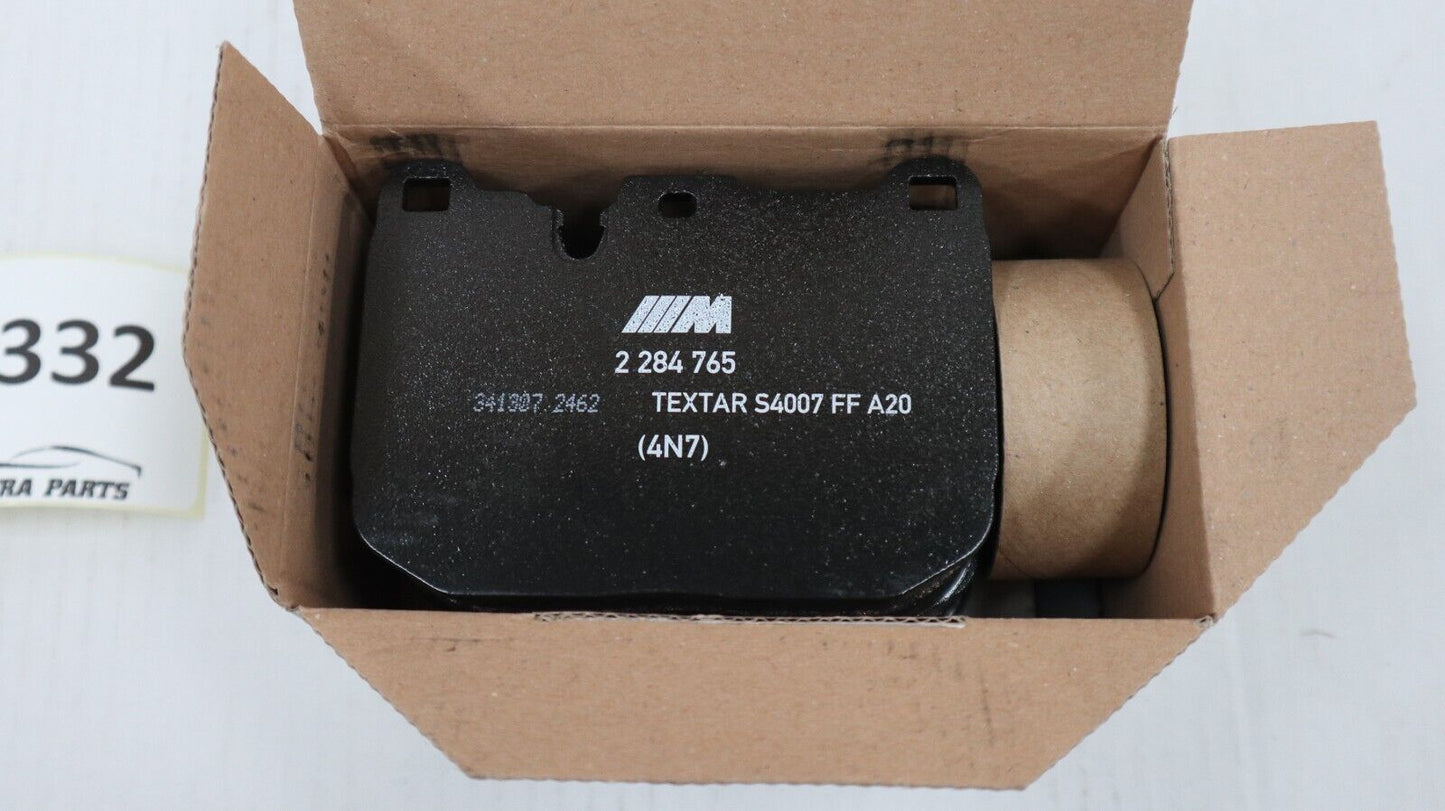 332
RA PARTS
M
2 284 765
341307 2462 TEXTAR S4007 FF A20
(4N7)